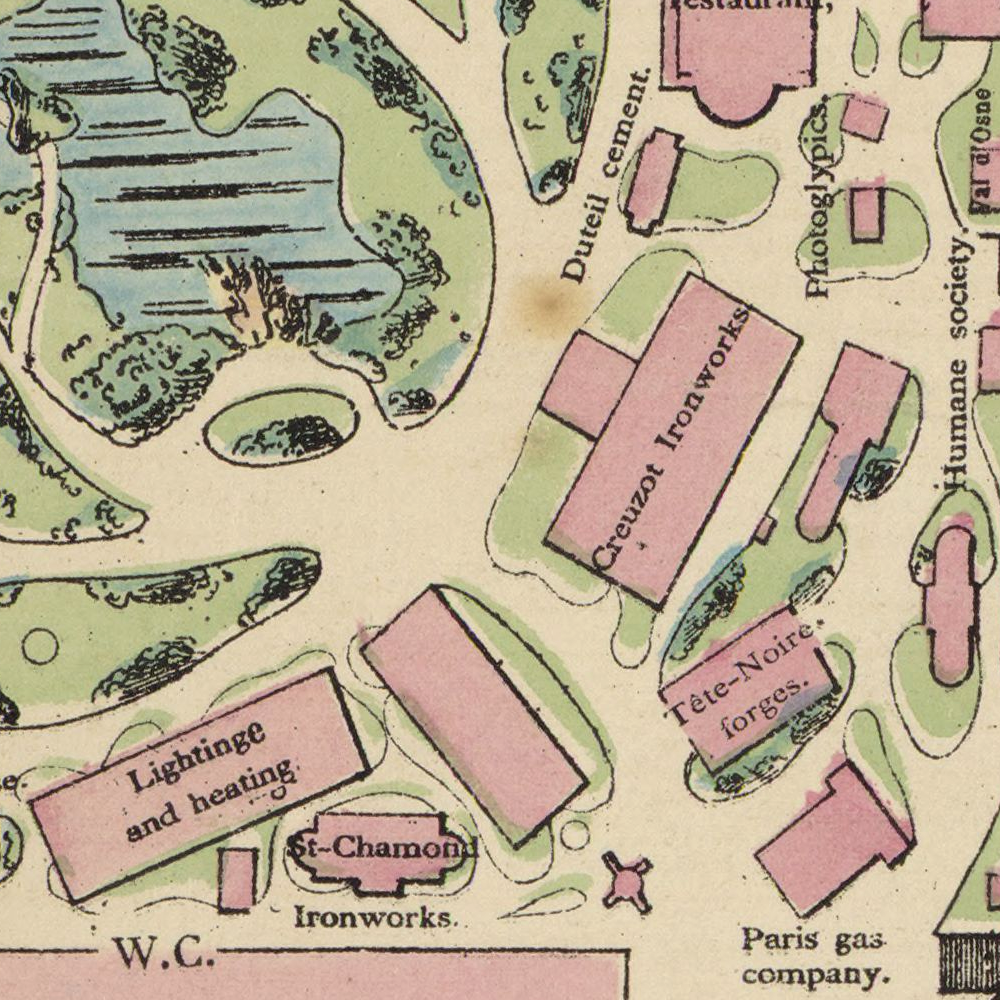 restaurant,
Duteil cement.
Photoglypics.
Val d'Osne
Humane society.
Creuzot Ironworks
Tête-Noire.
forges.
Lightinge
and heating
St-Chamond
Ironworks.
W.C.
Paris gas
company.